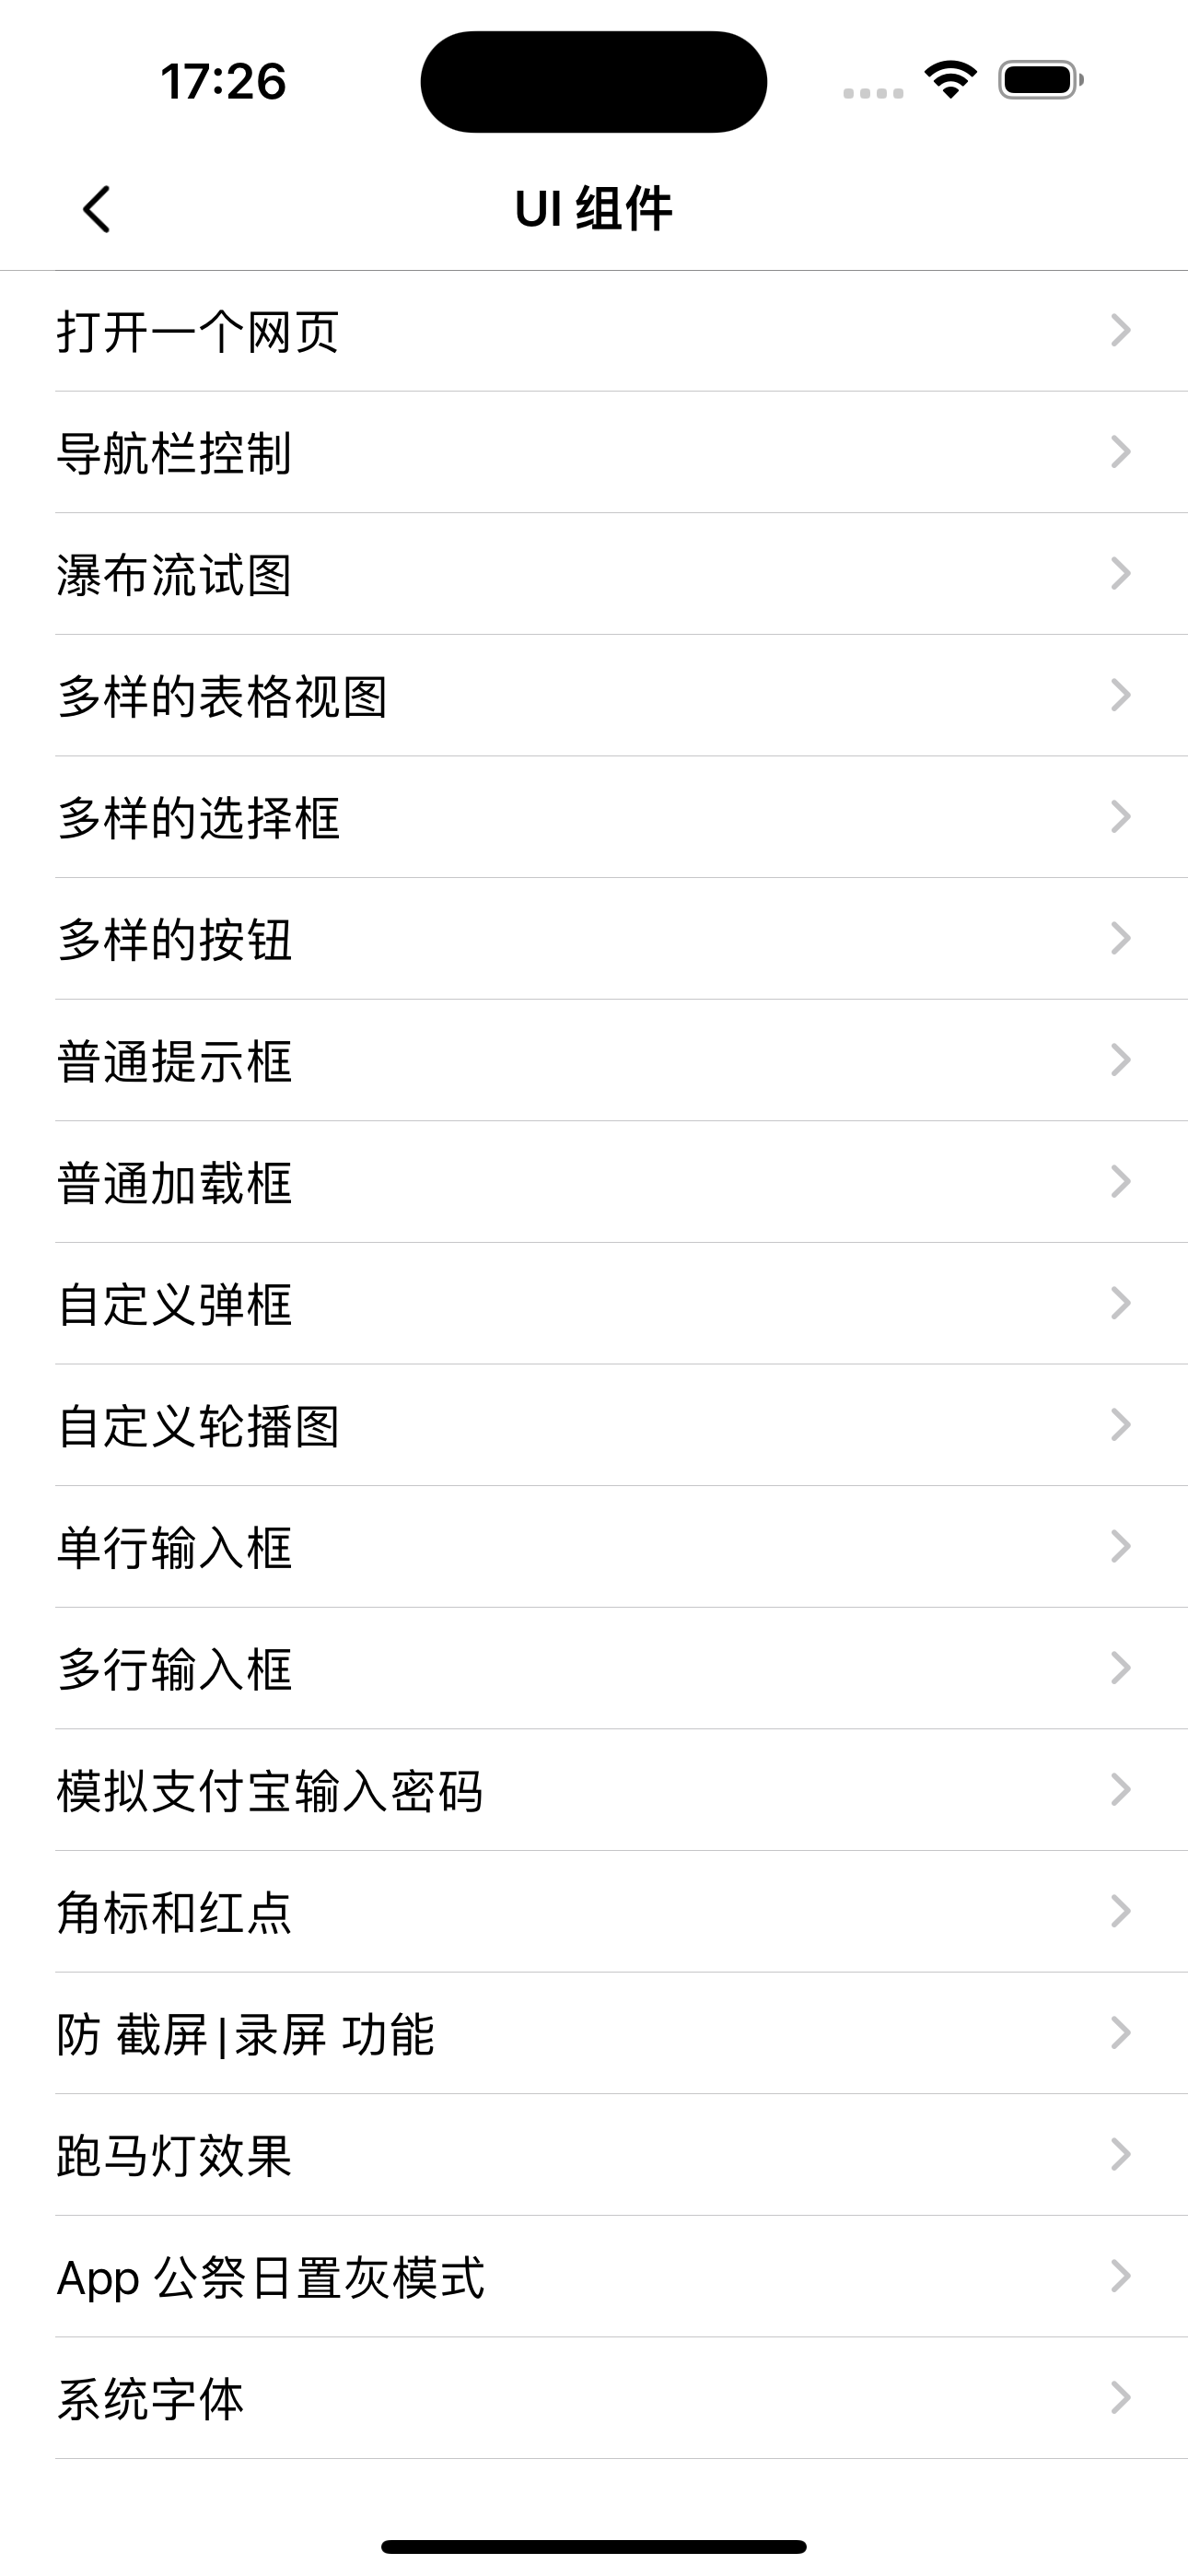 17:26
UI 组件
打开一个网页
导航栏控制
瀑布流试图
多样的表格视图
多样的选择框
多样的按钮
普通提示框
普通加载框
自定义弹框
自定义轮播图
单行输入框
多行输入框
模拟支付宝输入密码
角标和红点
防 截屏|录屏 功能
跑马灯效果
App 公祭日置灰模式
系统字体